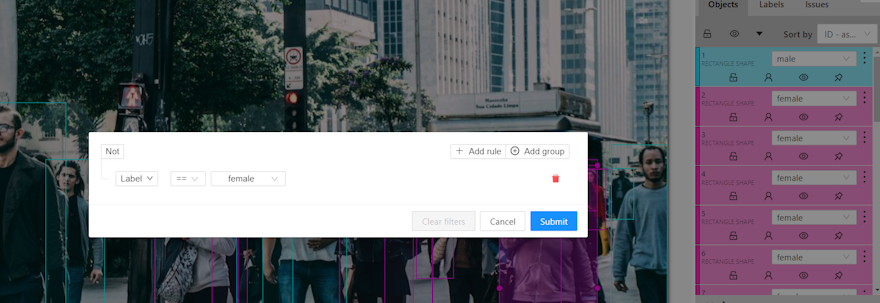 Objects Labels Issues
Sort by ID - as...
1 male
RECTANGLE SHAPE
2 female
RECTANGLE SHAPE
3 female
RECTANGLE SHAPE
4 female
RECTANGLE SHAPE
5 female
RECTANGLE SHAPE
6 female
RECTANGLE SHAPE
7
Not + Add rule Add group
Label == female
Clear filters Cancel Submit